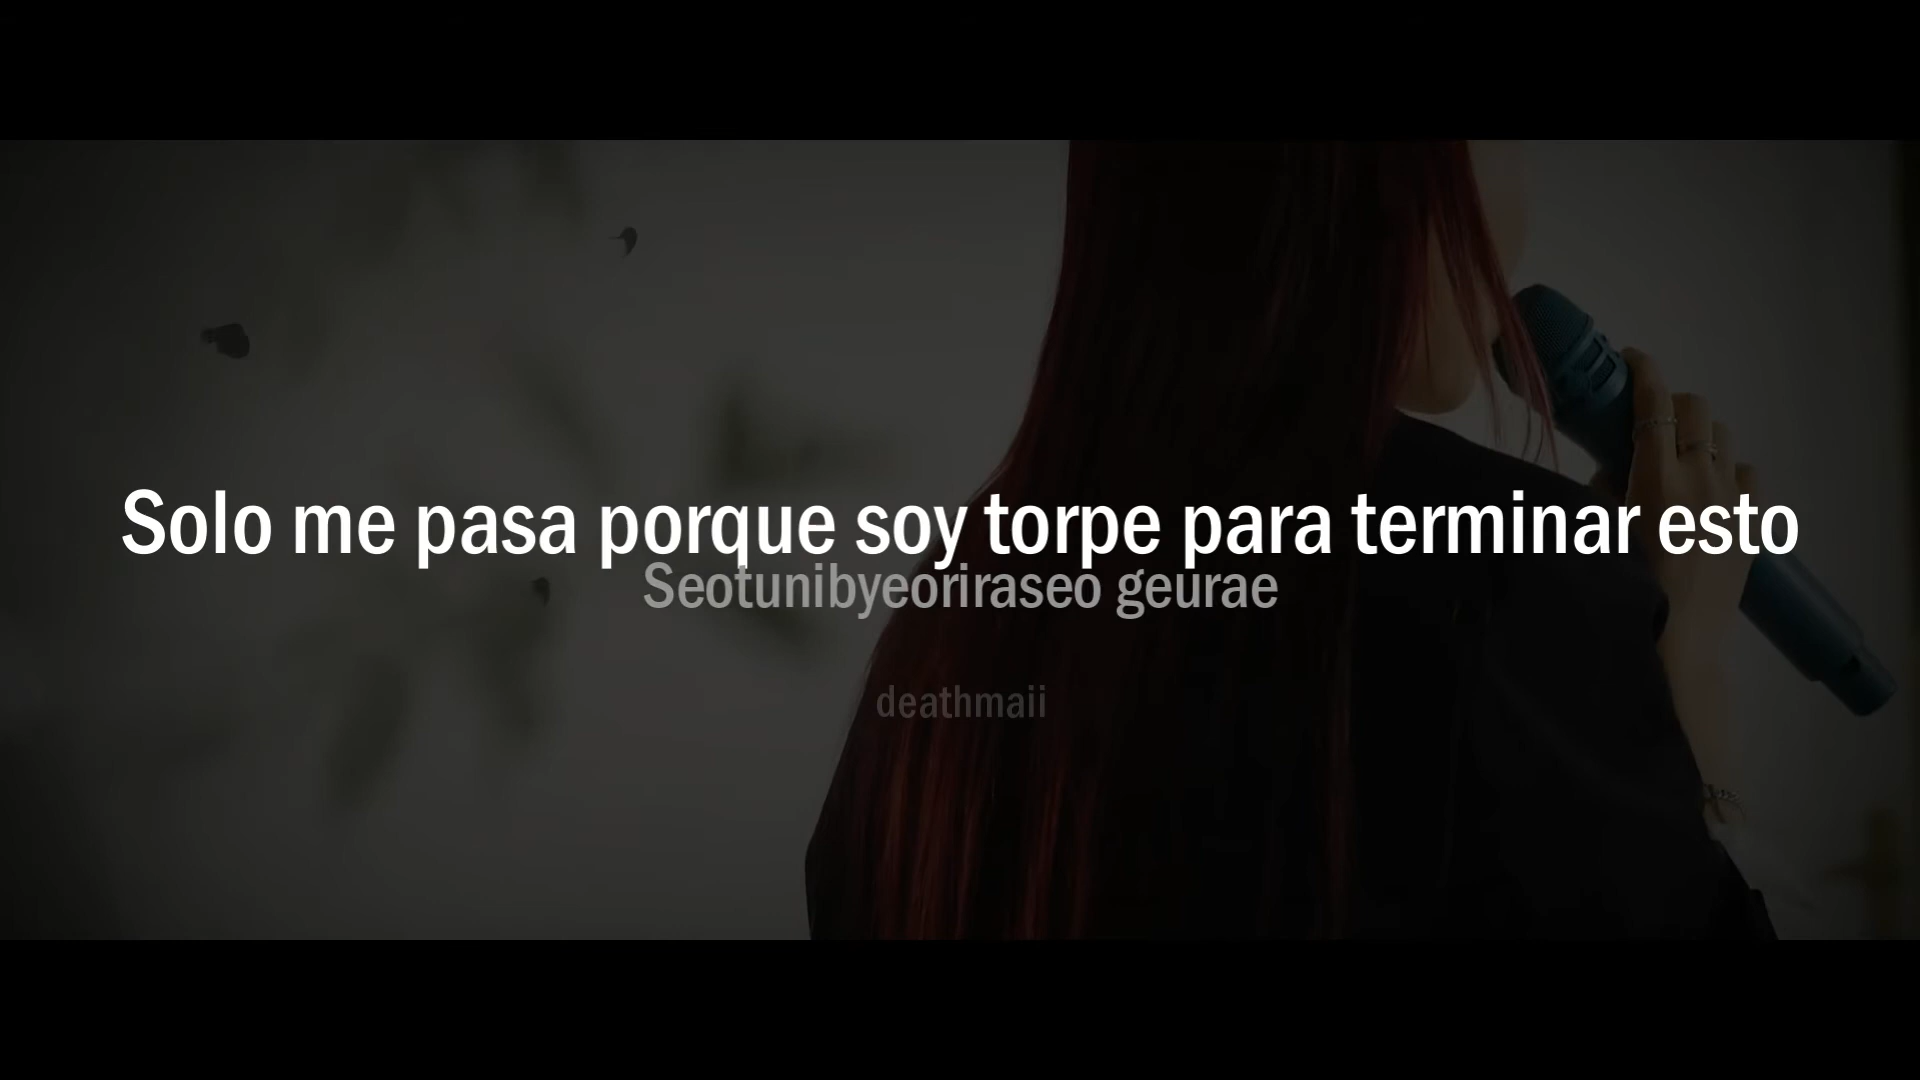 Solo me pasa porque soy torpe para terminar esto
Seotunibyeoriraseo geurae
deathmaii